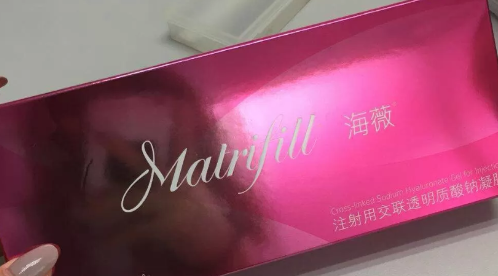 Matrifill 海薇
Cross-linked Sodium Hyaluronate Gel for Injection
注射用交联透明质酸钠凝胶